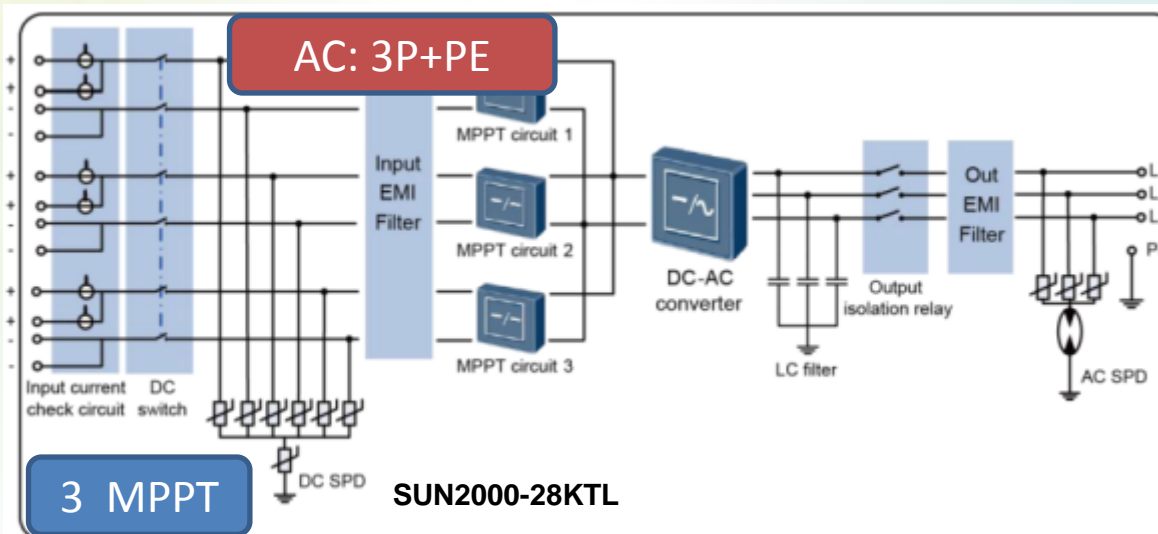 AC: 3P+PE
+
+
-
-
+
+
-
-
+
+
-
-
Input current
check circuit
DC
switch
Input
EMI
Filter
MPPT circuit 1
MPPT circuit 2
MPPT circuit 3
DC-AC
converter
LC filter
Output
isolation relay
Out
EMI
Filter
L
L
L
P
AC SPD
DC SPD
3 MPPT
SUN2000-28KTL